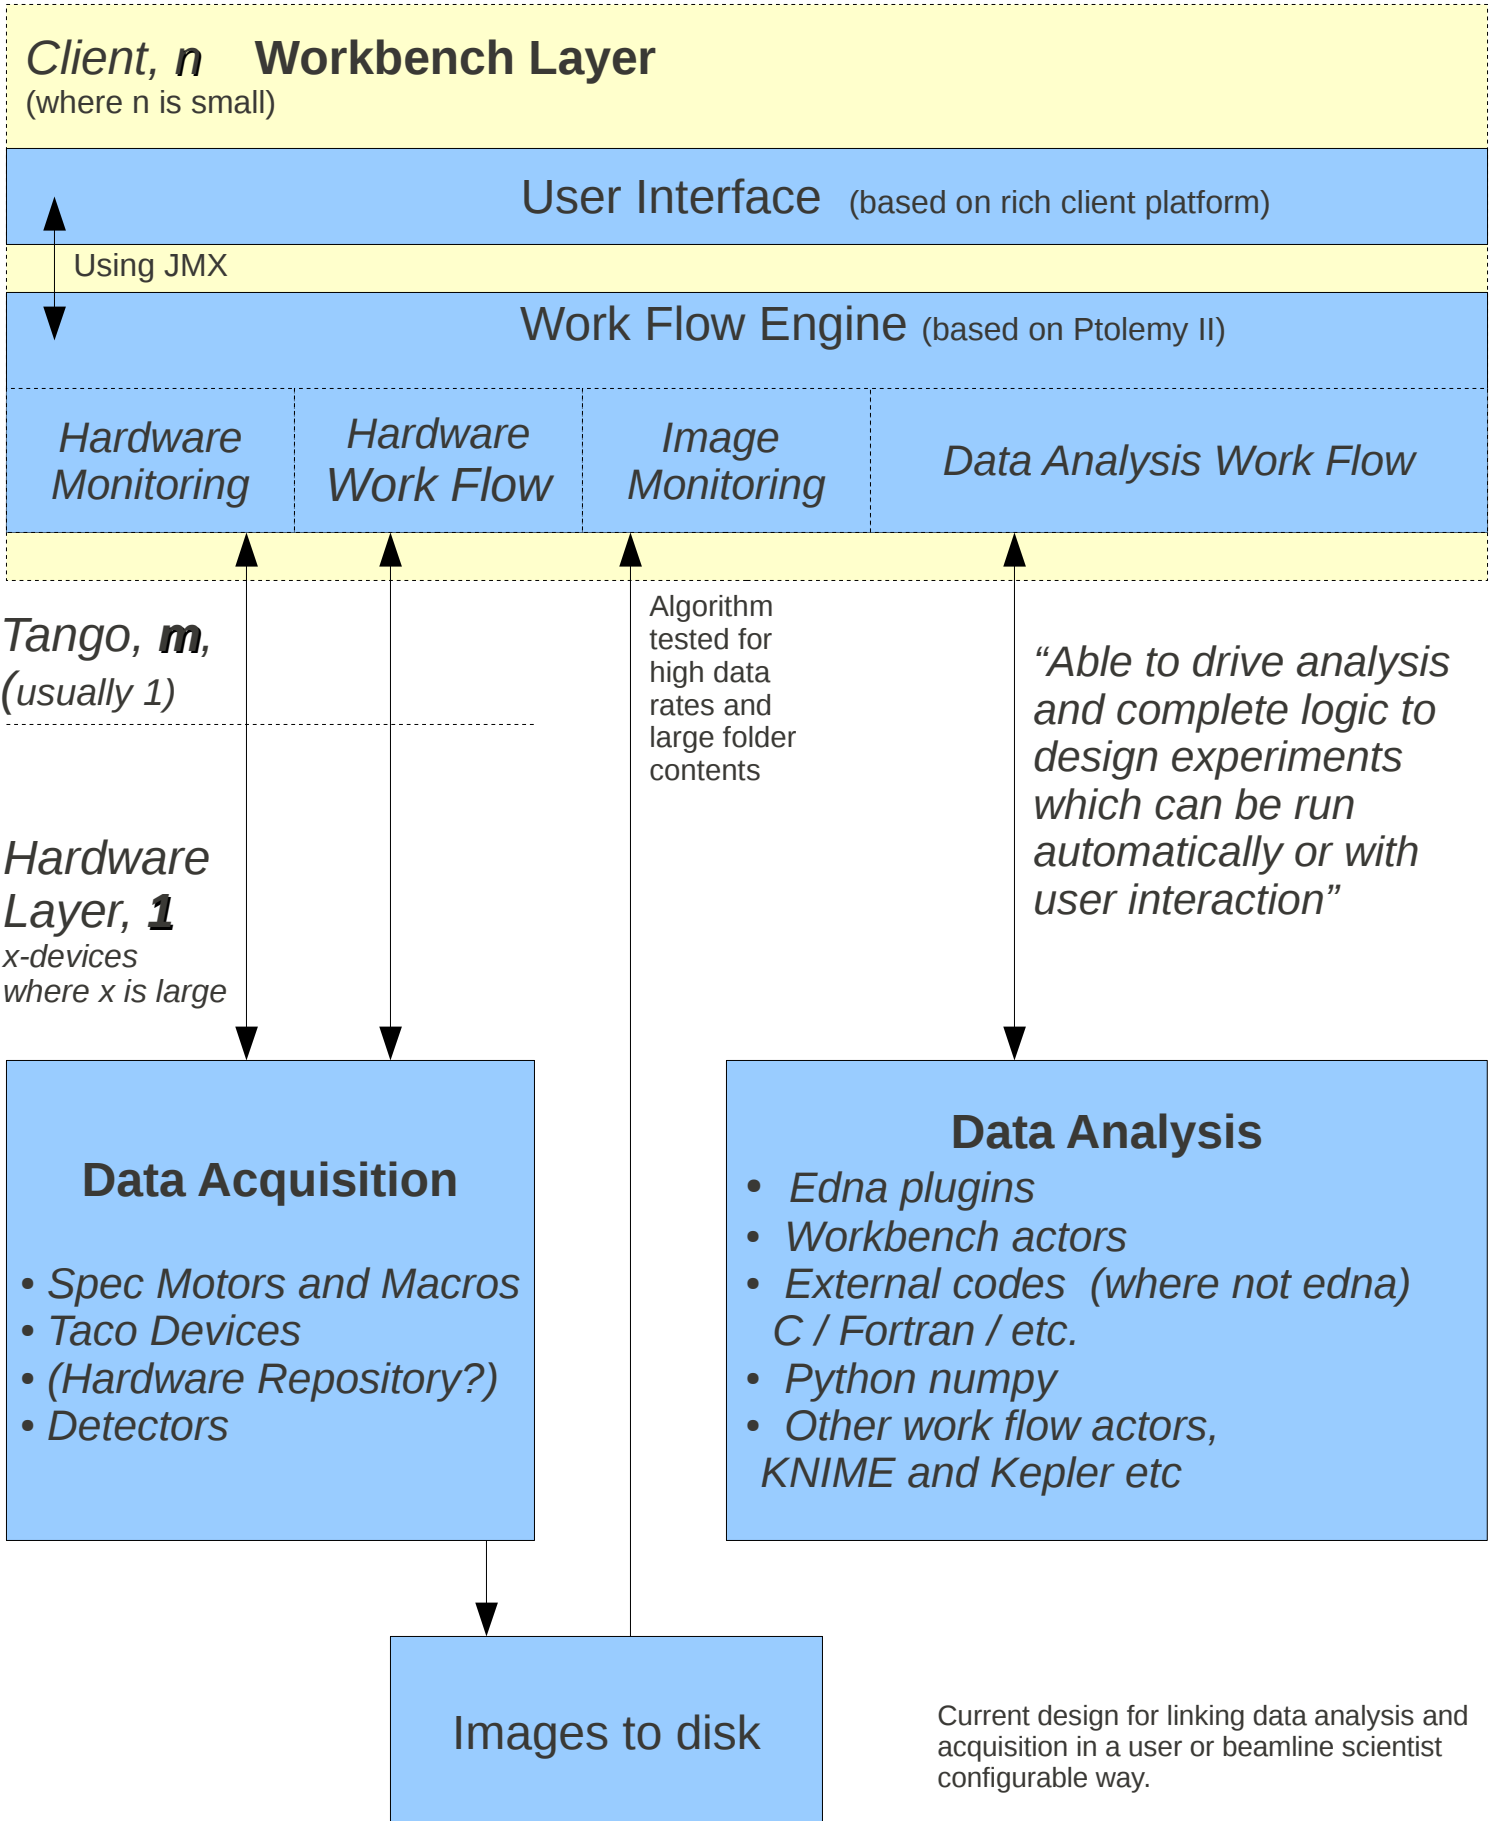 Client, n Workbench Layer
(where n is small)
User Interface (based on rich client platform)
Using JMX
Work Flow Engine (based on Ptolemy II)
Hardware
Monitoring
Hardware
Work Flow
Image
Monitoring
Data Analysis Work Flow
Tango, m,
(usually 1)
Algorithm
tested for
high data
rates and
large folder
contents
“Able to drive analysis
and complete logic to
design experiments
which can be run
automatically or with
user interaction”
Hardware
Layer, 1
x-devices
where x is large
Data Acquisition
• Spec Motors and Macros
• Taco Devices
• (Hardware Repository?)
• Detectors
Data Analysis
• Edna plugins
• Workbench actors
• External codes (where not edna)
C / Fortran / etc.
• Python numpy
• Other work flow actors,
KNIME and Kepler etc
Images to disk
Current design for linking data analysis and
acquisition in a user or beamline scientist
configurable way.